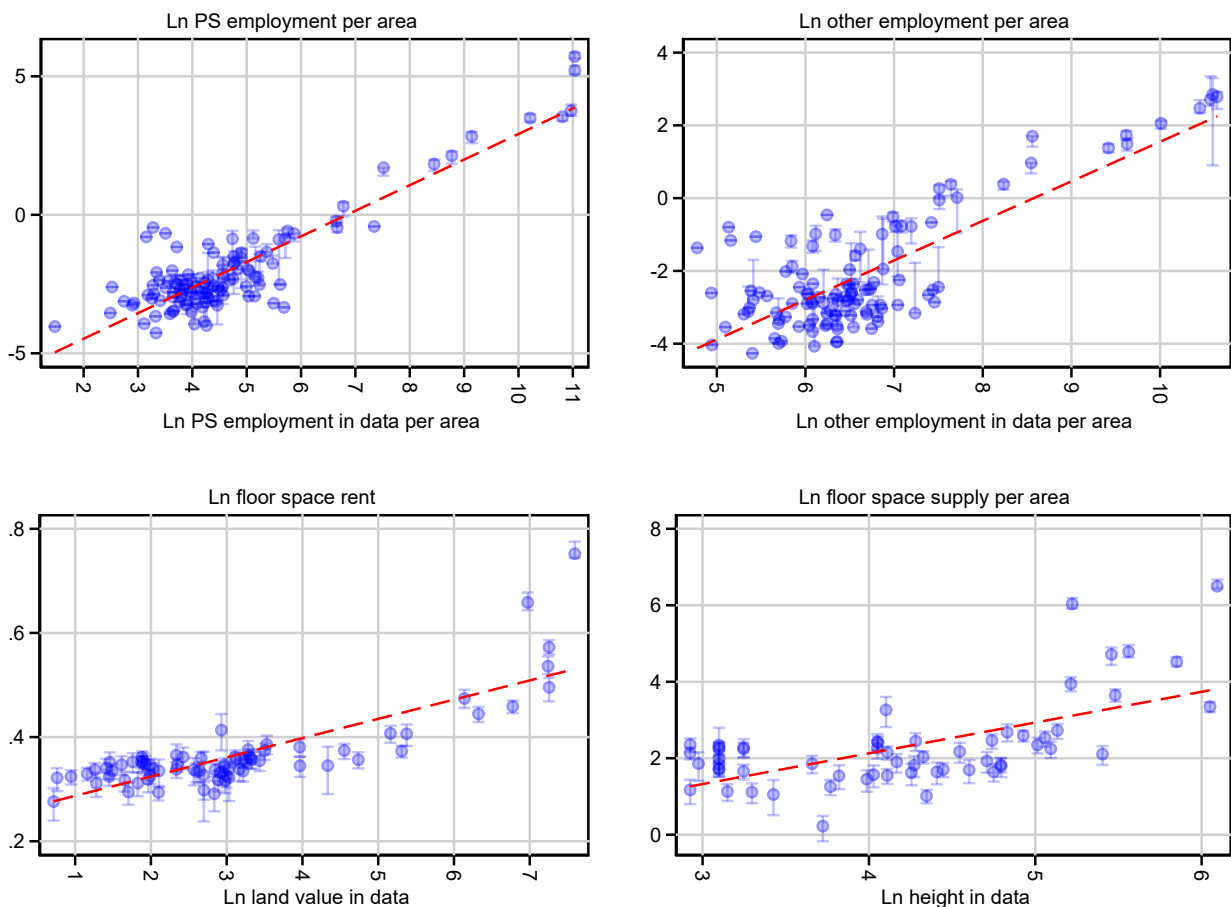 Ln PS employment per area
5
0
-5
2 3 4 5 6 7 8 9 10 11
Ln PS employment in data per area
Ln other employment per area
4
2
0
-2
-4
5 6 7 8 9 10
Ln other employment in data per area
Ln floor space rent
.8
.6
.4
.2
1 2 3 4 5 6 7
Ln land value in data
Ln floor space supply per area
8
6
4
2
0
3 4 5 6
Ln height in data